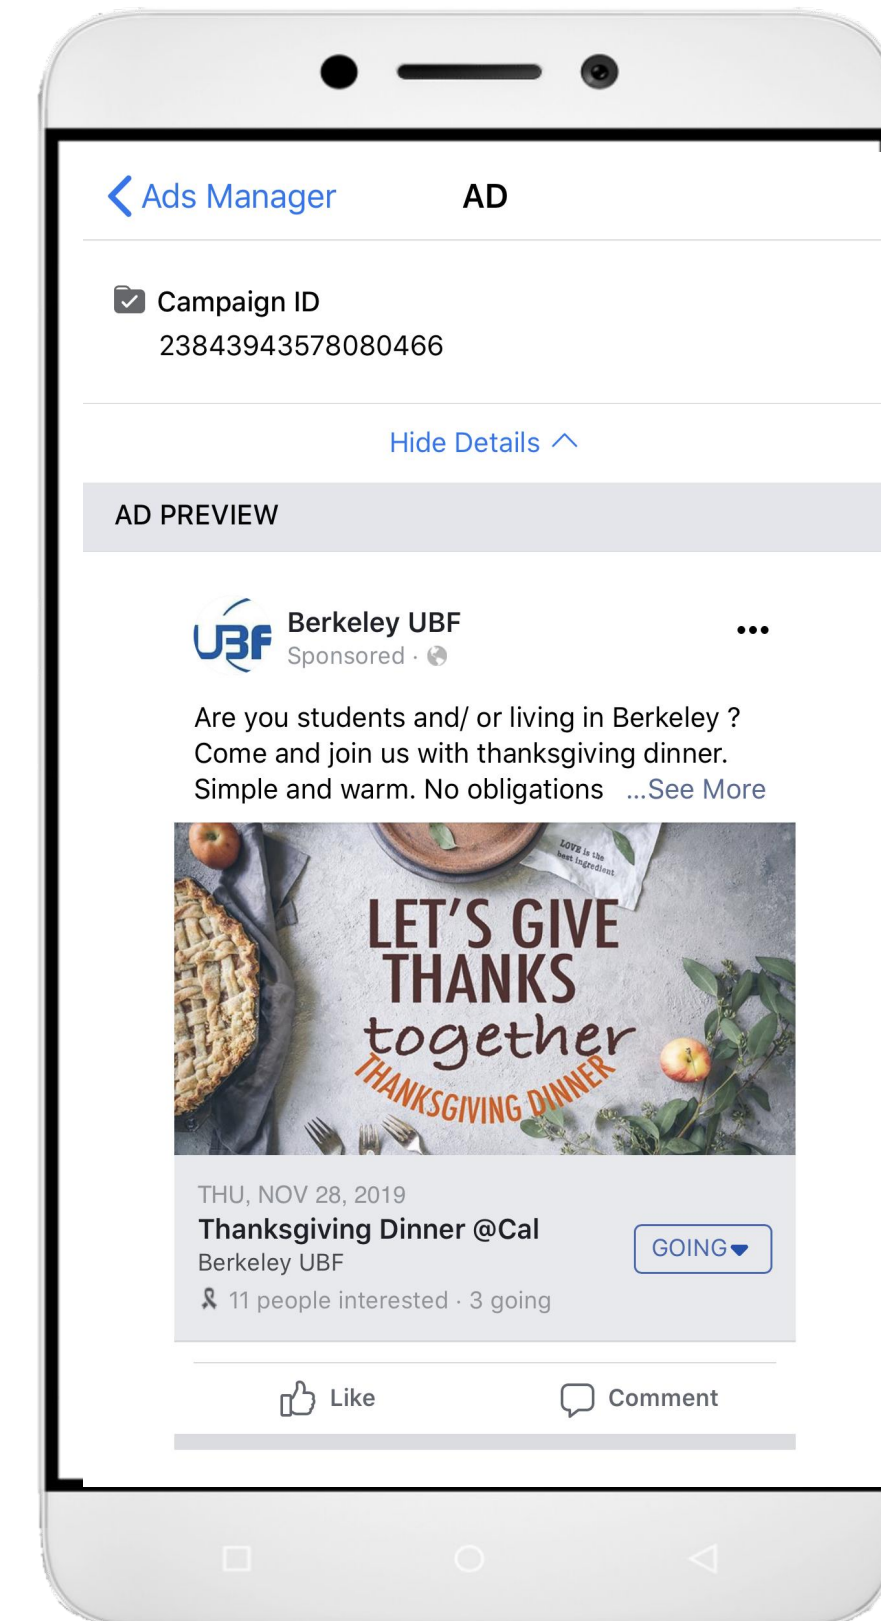 Ads Manager AD
Campaign ID
23843943578080466
Hide Details
AD PREVIEW
UBF
Berkeley UBF
Sponsored ·
Are you students and/ or living in Berkeley ?
Come and join us with thanksgiving dinner.
Simple and warm. No obligations ...See More
LOVE is the
best ingredient
LET'S GIVE
THANKS
together
THANKSGIVING DINNER
THU, NOV 28, 2019
Thanksgiving Dinner @Cal
Berkeley UBF
GOING
11 people interested · 3 going
Like Comment